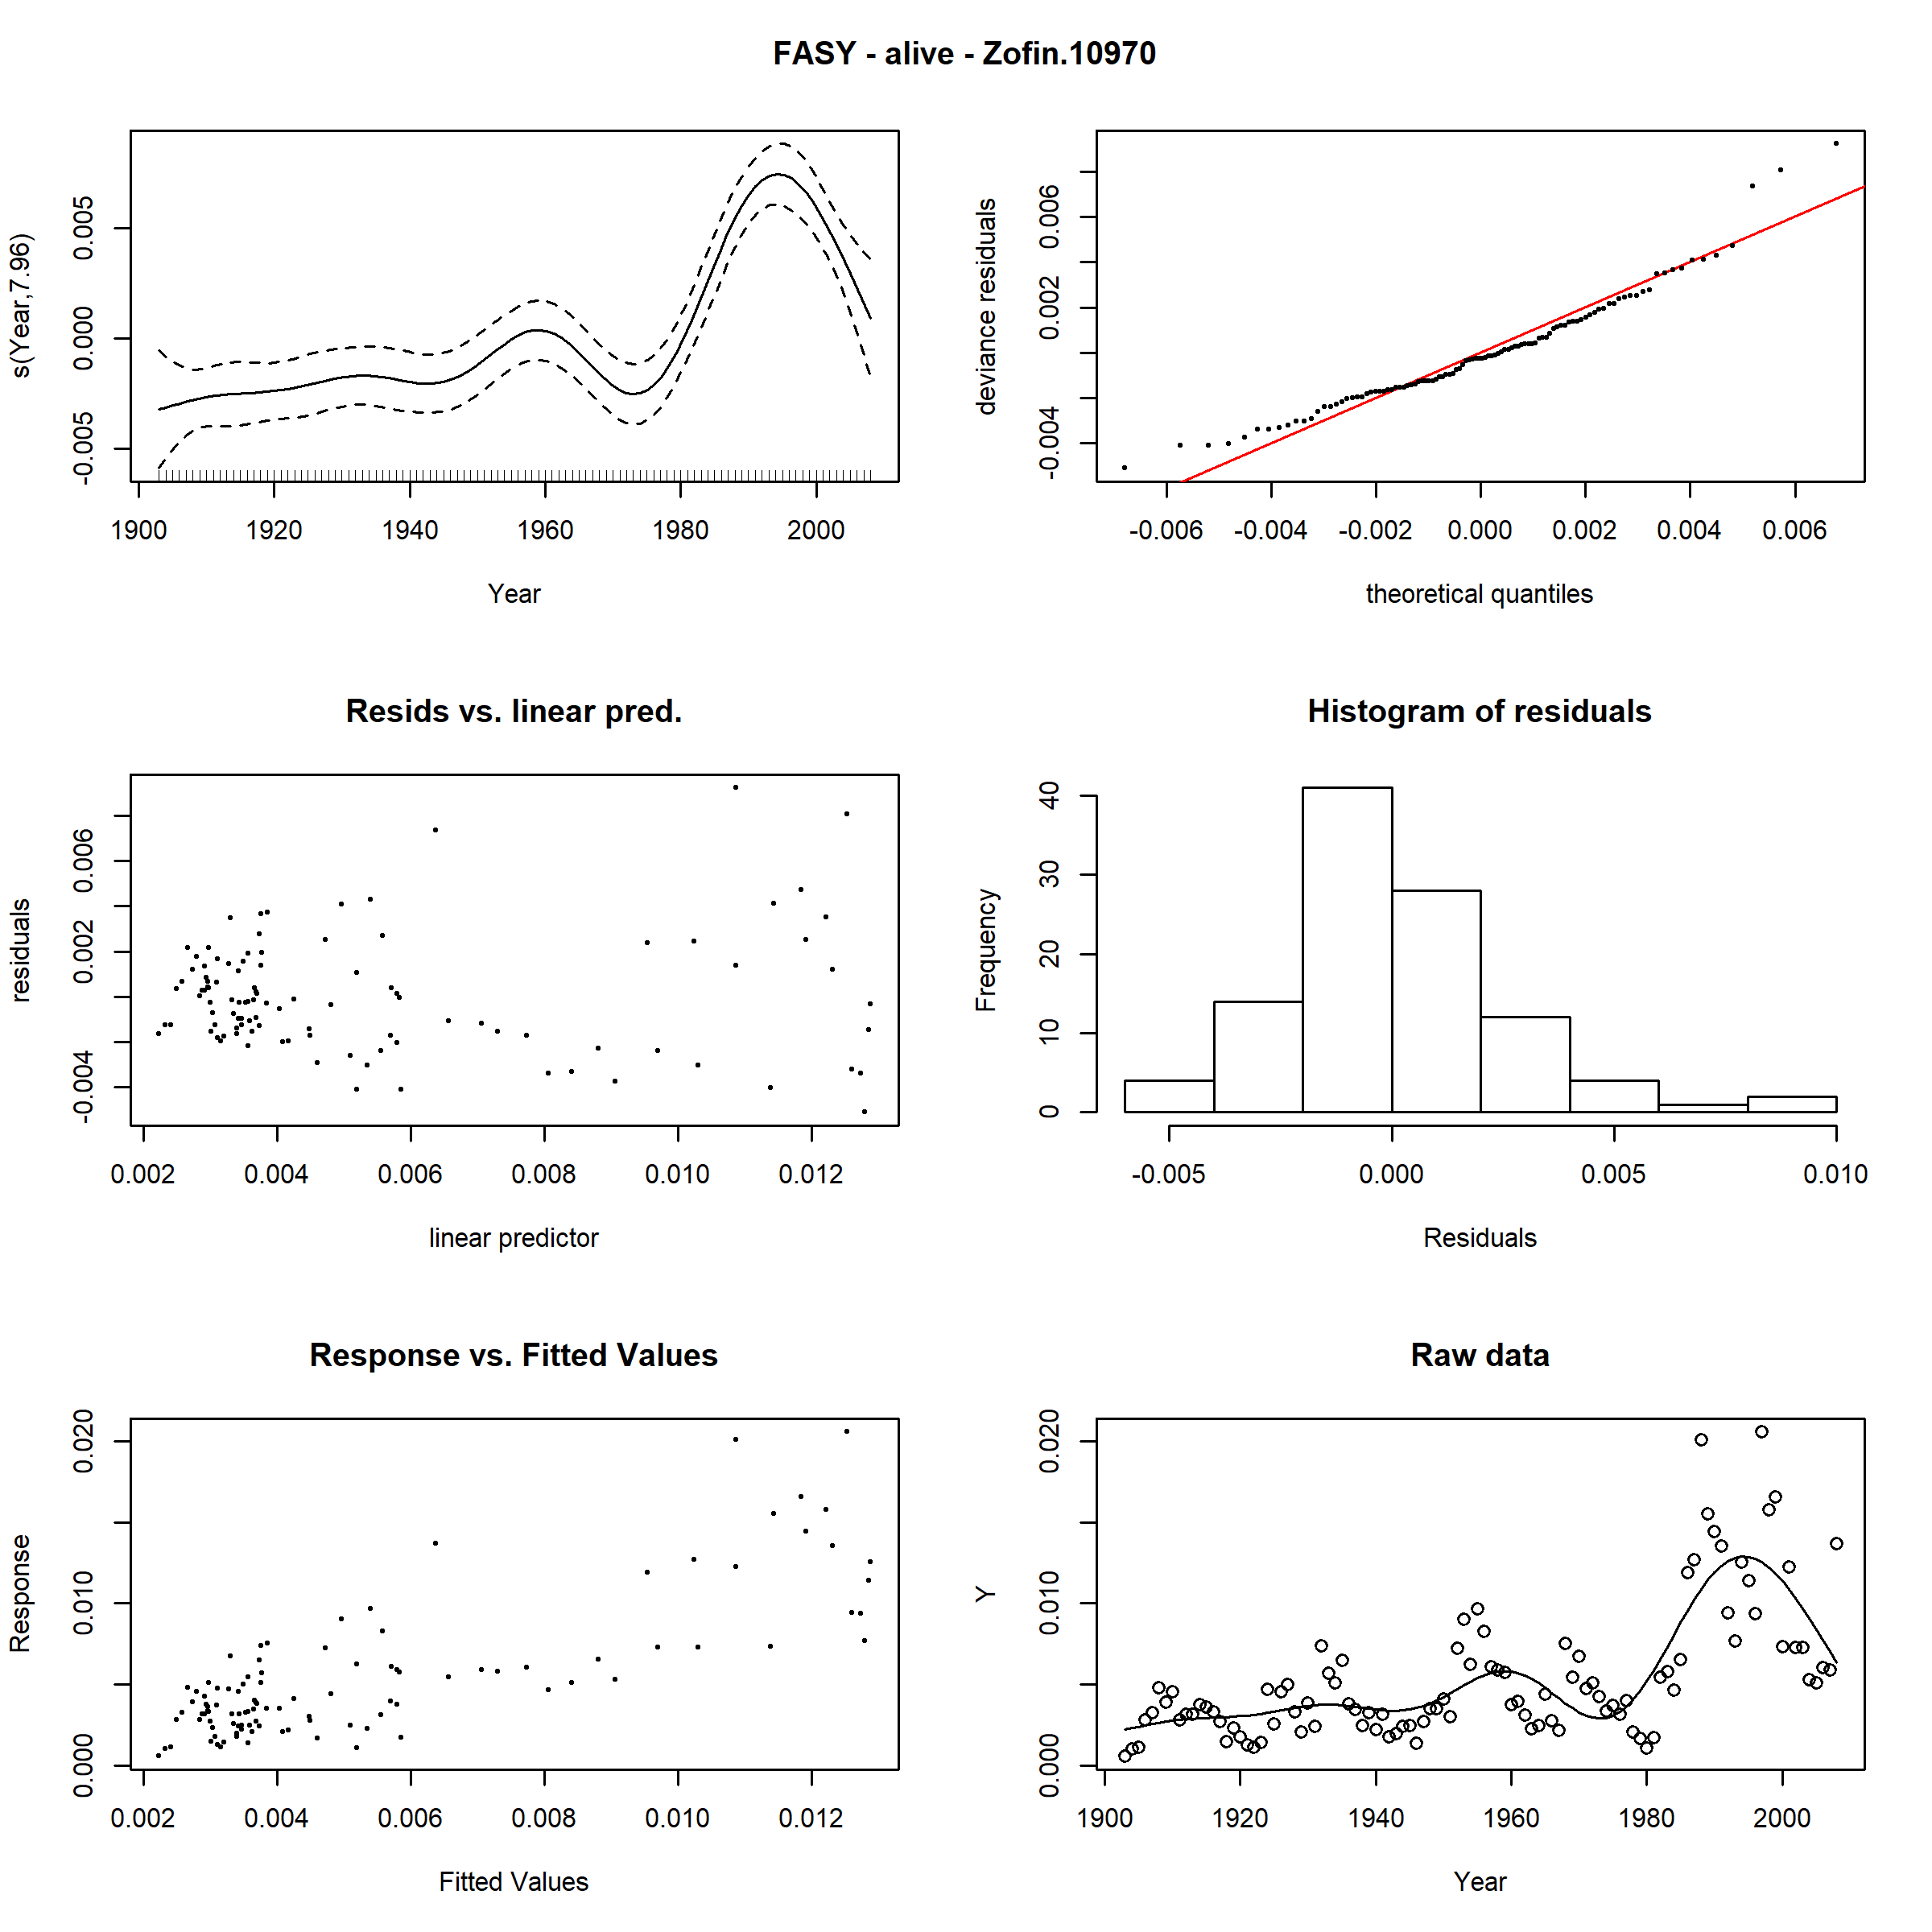 FASY - alive - Zofin.10970
s(Year,7.96)
0.005
0.000
-0.005
1900 1920 1940 1960 1980 2000
Year
deviance residuals
0.006
0.002
-0.004
-0.006 -0.004 -0.002 0.000 0.002 0.004 0.006
theoretical quantiles
Resids vs. linear pred.
residuals
0.006
0.002
-0.004
0.002 0.004 0.006 0.008 0.010 0.012
linear predictor
Histogram of residuals
Frequency
40
30
20
10
0
-0.005 0.000 0.005 0.010
Residuals
Response vs. Fitted Values
Response
0.020
0.010
0.000
0.002 0.004 0.006 0.008 0.010 0.012
Fitted Values
Raw data
Y
0.020
0.010
0.000
1900 1920 1940 1960 1980 2000
Year